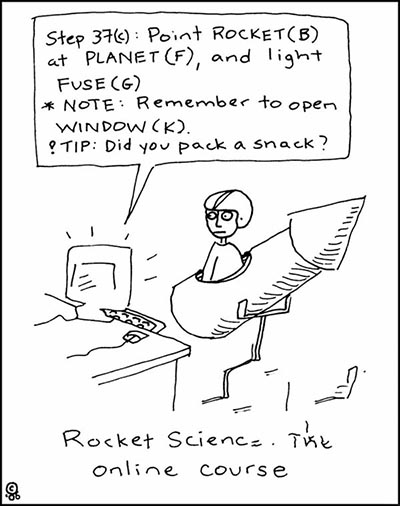 Step 37(c): Point ROCKET(B)
at PLANET(F), and light
FUSE(G)
* NOTE: Remember to open
WINDOW(K).
! TIP: Did you pack a snack?
Rocket Science. The
online course